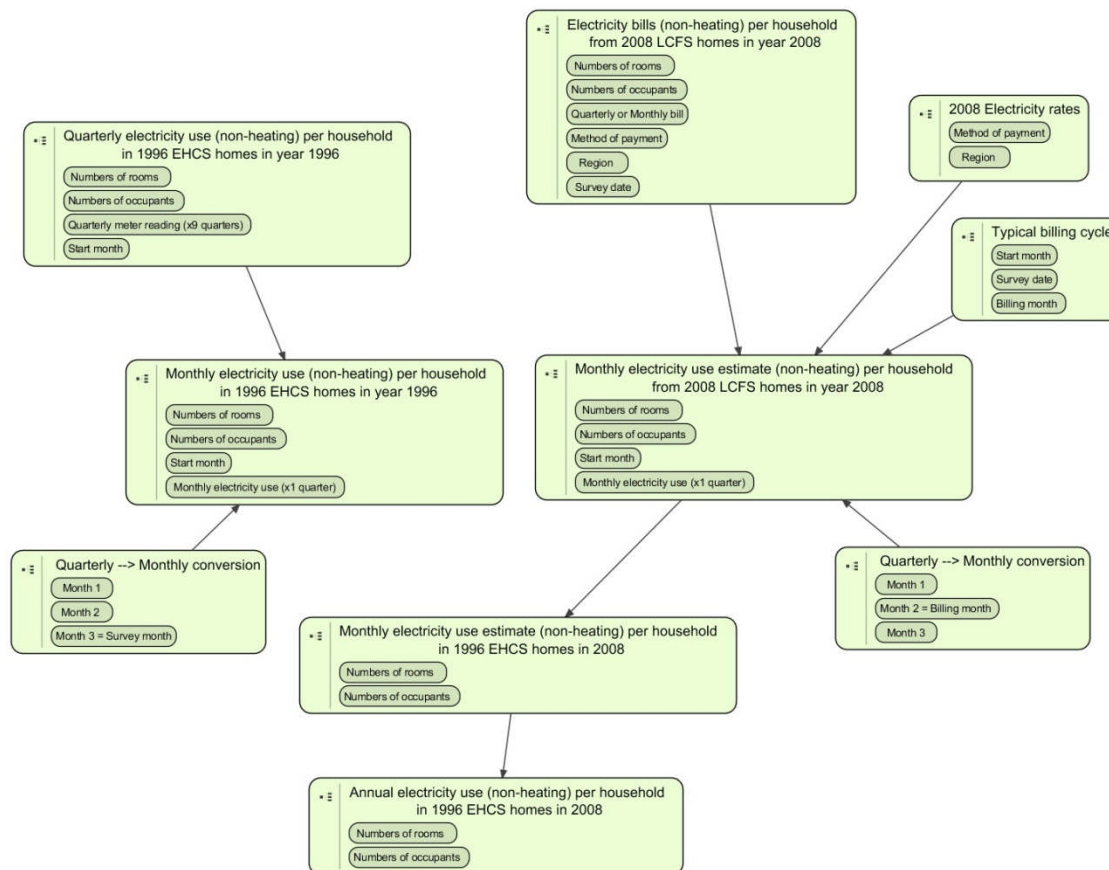 Electricity bills (non-heating) per household
from 2008 LCFS homes in year 2008
Numbers of rooms
Numbers of occupants
Quarterly or Monthly bill
Method of payment
Region
Survey date
2008 Electricity rates
Method of payment
Region
Quarterly electricity use (non-heating) per household
in 1996 EHCS homes in year 1996
Numbers of rooms
Numbers of occupants
Quarterly meter reading (x9 quarters)
Start month
Typical billing cycle
Start month
Survey date
Billing month
Monthly electricity use (non-heating) per household
in 1996 EHCS homes in year 1996
Numbers of rooms
Numbers of occupants
Start month
Monthly electricity use (x1 quarter)
Monthly electricity use estimate (non-heating) per household
from 2008 LCFS homes in year 2008
Numbers of rooms
Numbers of occupants
Start month
Monthly electricity use (x1 quarter)
Quarterly --> Monthly conversion
Month 1
Month 2
Month 3 = Survey month
Quarterly --> Monthly conversion
Month 1
Month 2 = Billing month
Month 3
Monthly electricity use estimate (non-heating) per household
in 1996 EHCS homes in 2008
Numbers of rooms
Numbers of occupants
Annual electricity use (non-heating) per household
in 1996 EHCS homes in 2008
Numbers of rooms
Numbers of occupants